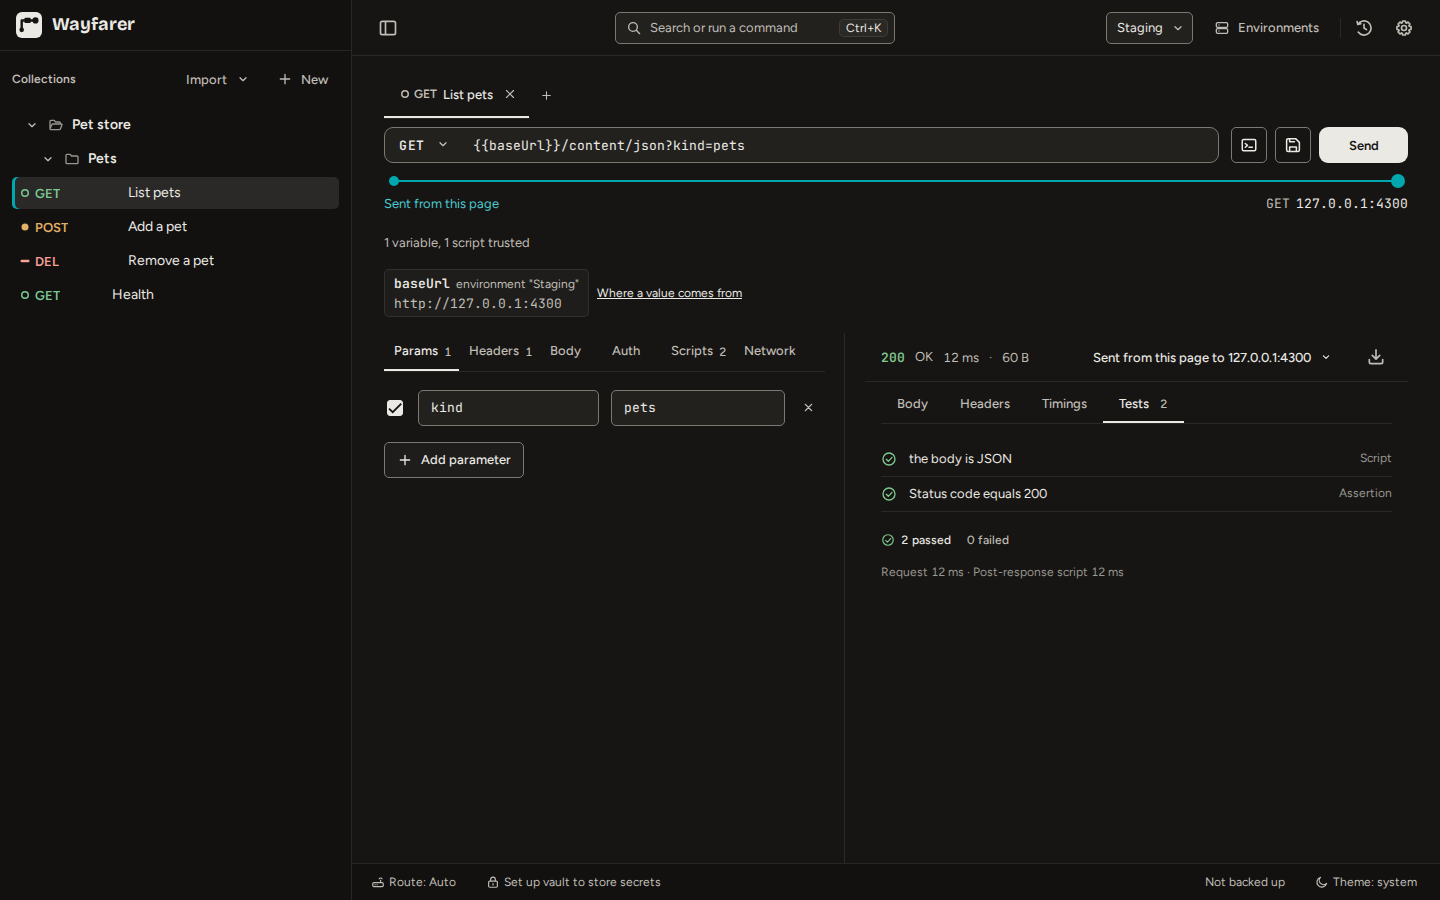 Wayfarer
Search or run a command Ctrl+K
Staging
Environments
Collections
Import
New
Pet store
Pets
GET List pets
POST Add a pet
DEL Remove a pet
GET Health
GET List pets
GET {{baseUrl}}/content/json?kind=pets
Send
Sent from this page
GET 127.0.0.1:4300
1 variable, 1 script trusted
baseUrl environment "Staging"
http://127.0.0.1:4300
Where a value comes from
Params 1 Headers 1 Body Auth Scripts 2 Network
kind pets
Add parameter
200 OK 12 ms · 60 B
Sent from this page to 127.0.0.1:4300
Body Headers Timings Tests 2
the body is JSON Script
Status code equals 200 Assertion
2 passed 0 failed
Request 12 ms · Post-response script 12 ms
Route: Auto
Set up vault to store secrets
Not backed up
Theme: system